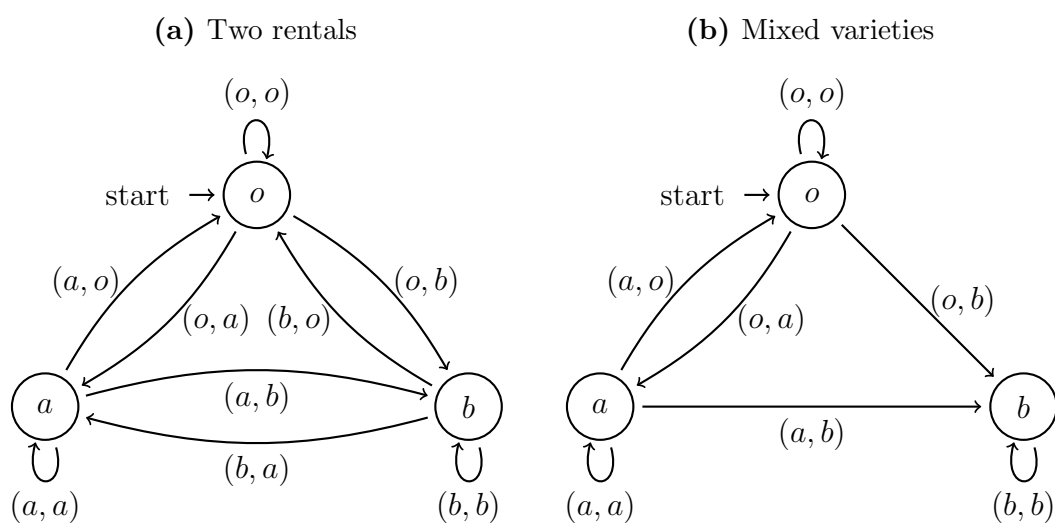 (a) Two rentals
(o, o)
start
o
(a, o)
(o, b)
(o, a)
(b, o)
a
(a, b)
b
(b, a)
(a, a)
(b, b)
(b) Mixed varieties
(o, o)
start
o
(a, o)
(o, b)
(o, a)
a
(a, b)
b
(a, a)
(b, b)